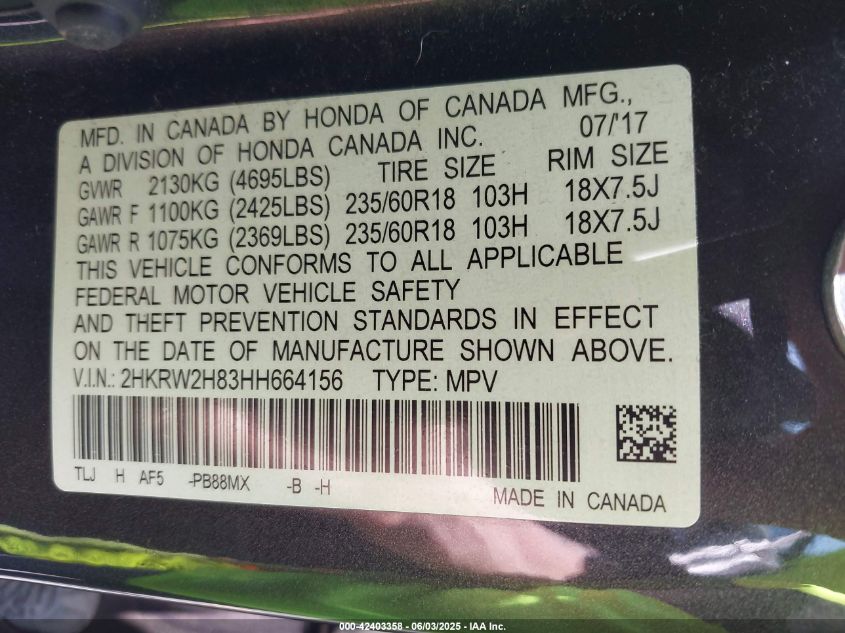 MFD. IN CANADA BY HONDA OF CANADA MFG.,
A DIVISION OF HONDA CANADA INC. 07/'17
GVWR 2130KG (4695LBS) TIRE SIZE RIM SIZE
GAWR F 1100KG (2425LBS) 235/60R18 103H 18X7.5J
GAWR R 1075KG (2369LBS) 235/60R18 103H 18X7.5J
THIS VEHICLE CONFORMS TO ALL APPLICABLE
FEDERAL MOTOR VEHICLE SAFETY
AND THEFT PREVENTION STANDARDS IN EFFECT
ON THE DATE OF MANUFACTURE SHOWN ABOVE.
V.I.N.: 2HKRW2H83HH664156 TYPE: MPV
TLJ H AF5 -PB88MX -B -H
MADE IN CANADA
000-42403358 - 06/03/2025 - IAA Inc.